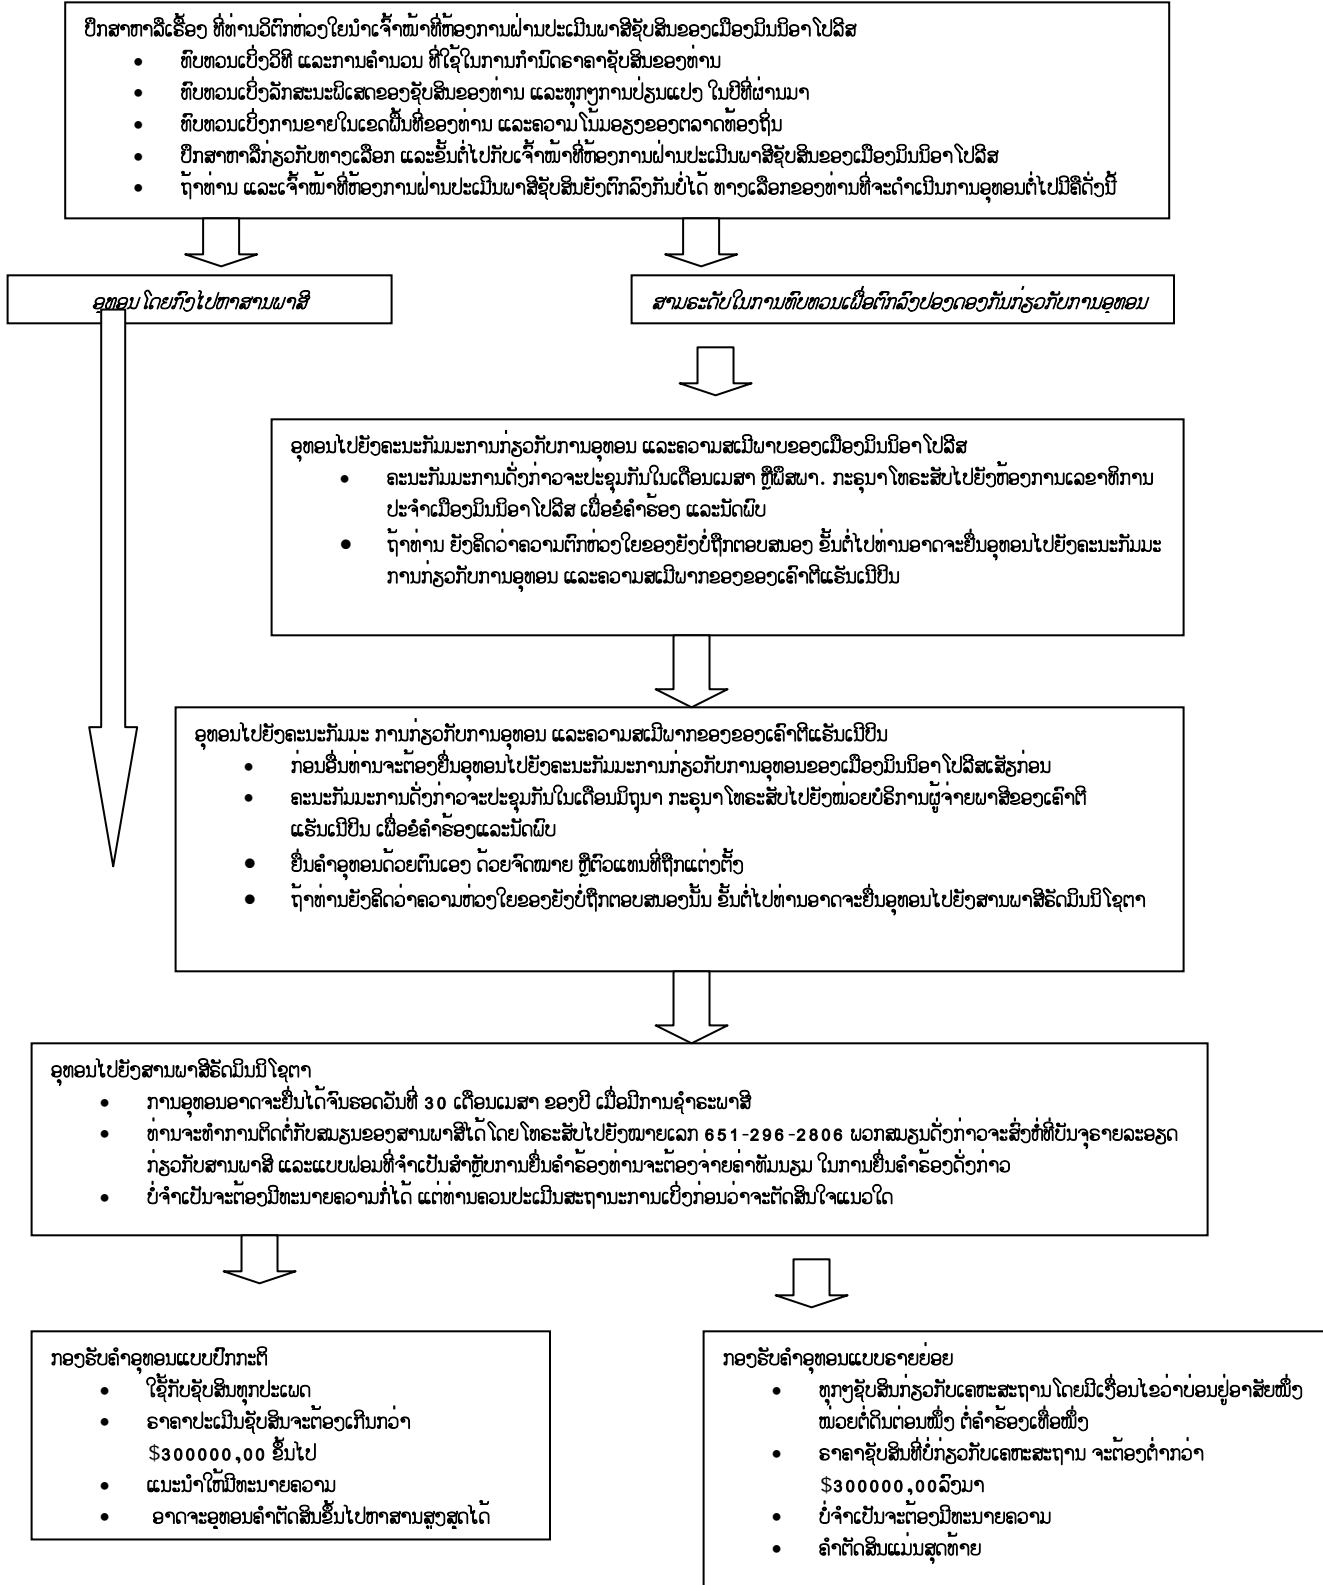 ປຶກສາຫາລືເຣື້ອງ ທີ່ທ່ານວິຕົກຫ່ວງໃຍນຳເຈົ້າໜ້າທີ່ຫ້ອງການຝ່ານປະເມີນພາສີຊັບສິນຂອງເມືອງມິນນິອາໂປລີສ
• ທົບທວນເບິ່ງວິທີ ແລະການຄຳນວນ ທີ່ໃຊ້ໃນການກຳນົດຣາຄາຊັບສິນຂອງທ່ານ
• ທົບທວນເບິ່ງລັກສະນະພິເສດຂອງຊັບສິນຂອງທ່ານ ແລະທຸກໆການປ່ຽນແປງ ໃນປີທີ່ຜ່ານມາ
• ທົບທວນເບິ່ງການຂາຍໃນເຂດພື້ນທີ່ຂອງທ່ານ ແລະຄວາມໂນ້ມອຽງຂອງຕລາດທ້ອງຖິ່ນ
• ປຶກສາຫາລືກ່ຽວກັບທາງເລືອກ ແລະຂັ້ນຕໍ່ໄປກັບເຈົ້າໜ້າທີ່ຫ້ອງການຝ່ານປະເມີນພາສີຊັບສິນຂອງເມືອງມິນນິອາໂປລີສ
• ຖ້າທ່ານ ແລະເຈົ້າໜ້າທີ່ຫ້ອງການຝ່ານປະເມີນພາສີຊັບສິນຍັງຕົກລົງກັນບໍ່ໄດ້ ທາງເລືອກຂອງທ່ານທີ່ຈະດຳເນີນການອຸທອນຕໍ່ໄປມີຄືດັ່ງນີ້
ອຸທອນໂດຍກົງໄປຫາສານພາສີ
ສາມຣະດັບໃນການທົບທວນເພື່ອຕົກລົງປອງດອງກັນກ່ຽວກັບການອຸທອນ
ອຸທອນໄປຍັງຄະນະກັມມະການກ່ຽວກັບການອຸທອນ ແລະຄວາມສເມີພາບຂອງເມືອງມິນນິອາໂປລີສ
• ຄະນະກັມມະການດັ່ງກ່າວຈະປະຊຸມກັນໃນເດືອນເມສາ ຫຼືພຶສພາ. ກະຣຸນາໂທຣະສັບໄປຍັງຫ້ອງການເລຂາທິການ
ປະຈຳເມືອງມິນນິອາໂປລີສ ເພື່ອຂໍຄຳຮ້ອງ ແລະນັດພົບ
• ຖ້າທ່ານ ຍັງຄິດວ່າຄວາມຕົກຫ່ວງໃຍຂອງຍັງບໍ່ຖືກຕອບສນອງ ຂັ້ນຕໍ່ໄປທ່ານອາດຈະຍື່ນອຸທອນໄປຍັງຄະນະກັມມະ
ການກ່ຽວກັບການອຸທອນ ແລະຄວາມສເມີພາກຂອງຂອງເຄົາຕີແຮັນເນີປິນ
ອຸທອນໄປຍັງຄະນະກັມມະ ການກ່ຽວກັບການອຸທອນ ແລະຄວາມສເມີພາກຂອງຂອງເຄົາຕີແຮັນເນີປິນ
• ກ່ອນອື່ນທ່ານຈະຕ້ອງຍື່ນອຸທອນໄປຍັງຄະນະກັມມະການກ່ຽວກັບການອຸທອນຂອງເມືອງມິນນິອາໂປລີສເສັຽກ່ອນ
• ຄະນະກັມມະການດັ່ງກ່າວຈະປະຊຸມກັນໃນເດືອນມິຖຸນາ ກະຣຸນາໂທຣະສັບໄປຍັງໜ່ວຍບໍຣິການຜູ້ຈ່າຍພາສີຂອງເຄົາຕີ
ແຮັນເນີປິນ ເພື່ອຂໍຄຳຮ້ອງແລະນັດພົບ
• ຍື່ນຄຳອຸທອນດ້ວຍຕົນເອງ ດ້ວຍຈົດໝາຍ ຫຼືຕົວແທນທີ່ຖືກແຕ່ງຕັ້ງ
• ຖ້າທ່ານຍັງຄິດວ່າຄວາມຫ່ວງໃຍຂອງຍັງບໍ່ຖືກຕອບສນອງນັ້ນ ຂັ້ນຕໍ່ໄປທ່ານອາດຈະຍື່ນອຸທອນໄປຍັງສານພາສີຣັດມິນນິໂຊຕາ
ອຸທອນໄປຍັງສານພາສີຣັດມິນນິໂຊຕາ
• ການອຸທອນອາດຈະຍື່ນໄດ້ຈົນຮອດວັນທີ 30 ເດືອນເມສາ ຂອງປີ ເມື່ອມີການຊຳຣະພາສີ
• ທ່ານຈະທຳການຕິດຕໍ່ກັບສມຽນຂອງສານພາສີໄດ້ໂດຍໂທຣະສັບໄປຍັງໝາຍເລກ 651-296-2806 ພວກສມຽນດັ່ງກ່າວຈະສົ່ງຫໍ່ທີ່ບັນຈຸຣາຍລະອຽດ
ກ່ຽວກັບສານພາສີ ແລະແບບຟອມທີ່ຈຳເປັນສຳຫຼັບການຍື່ນຄຳຮ້ອງທ່ານຈະຕ້ອງຈ່າຍຄ່າທັມນຽມ ໃນການຍື່ນຄຳຮ້ອງດັ່ງກ່າວ
• ບໍ່ຈຳເປັນຈະຕ້ອງມີທະນາຍຄວາມກໍ່ໄດ້ ແຕ່ທ່ານຄວນປະເມີນສະຖານະການເບິ່ງກ່ອນວ່າຈະຕັດສິນໃຈແນວໃດ
ກອງຮັບຄຳອຸທອນແບບປົກກະຕິ
• ໃຊ້ກັບຊັບສິນທຸກປະເພດ
• ຣາຄາປະເມີນຊັບສິນຈະຕ້ອງເກີນກວ່າ
$300000,00 ຂຶ້ນໄປ
• ແນະນຳໃຫ້ມີທະນາຍຄວາມ
• ອາດຈະອຸທອນຄຳຕັດສິນຂຶ້ນໄປຫາສານສູງສຸດໄດ້
ກອງຮັບຄຳອຸທອນແບບຣາຍຍ່ອຍ
• ທຸກໆຊັບສິນກ່ຽວກັບເຄຫະສະຖານໂດຍມີເງື່ອນໄຂວ່າບ່ອນຢູ່ອາສັຍໜຶ່ງ
ໜ່ວຍຕໍ່ດິນຕ່ອນໜຶ່ງ ຕໍ່ຄຳຮ້ອງເທື່ອໜຶ່ງ
• ຣາຄາຊັບສິນທີ່ບໍ່ກ່ຽວກັບເຄຫະສະຖານ ຈະຕ້ອງຕ່ຳກວ່າ
$300000,00ລົງມາ
• ບໍ່ຈຳເປັນຈະຕ້ອງມີທະນາຍຄວາມ
• ຄຳຕັດສິນແມ່ນສຸດທ້າຍ